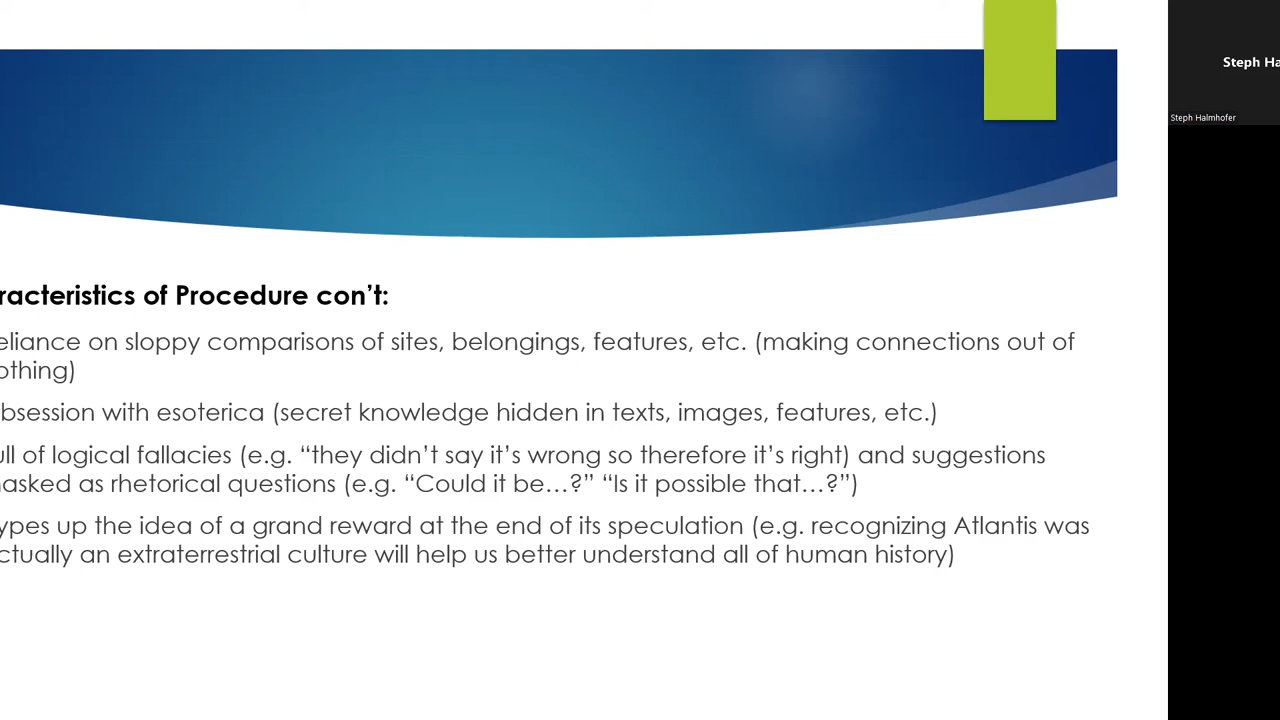 racteristics of Procedure con't:
eliance on sloppy comparisons of sites, belongings, features, etc. (making connections out of
othing)
bsession with esoterica (secret knowledge hidden in texts, images, features, etc.)
ull of logical fallacies (e.g. “they didn’t say it’s wrong so therefore it’s right) and suggestions
asked as rhetorical questions (e.g. “Could it be…?” “Is it possible that…?”)
ypes up the idea of a grand reward at the end of its speculation (e.g. recognizing Atlantis was
ctually an extraterrestrial culture will help us better understand all of human history)
Steph Ha
Steph Halmhofer